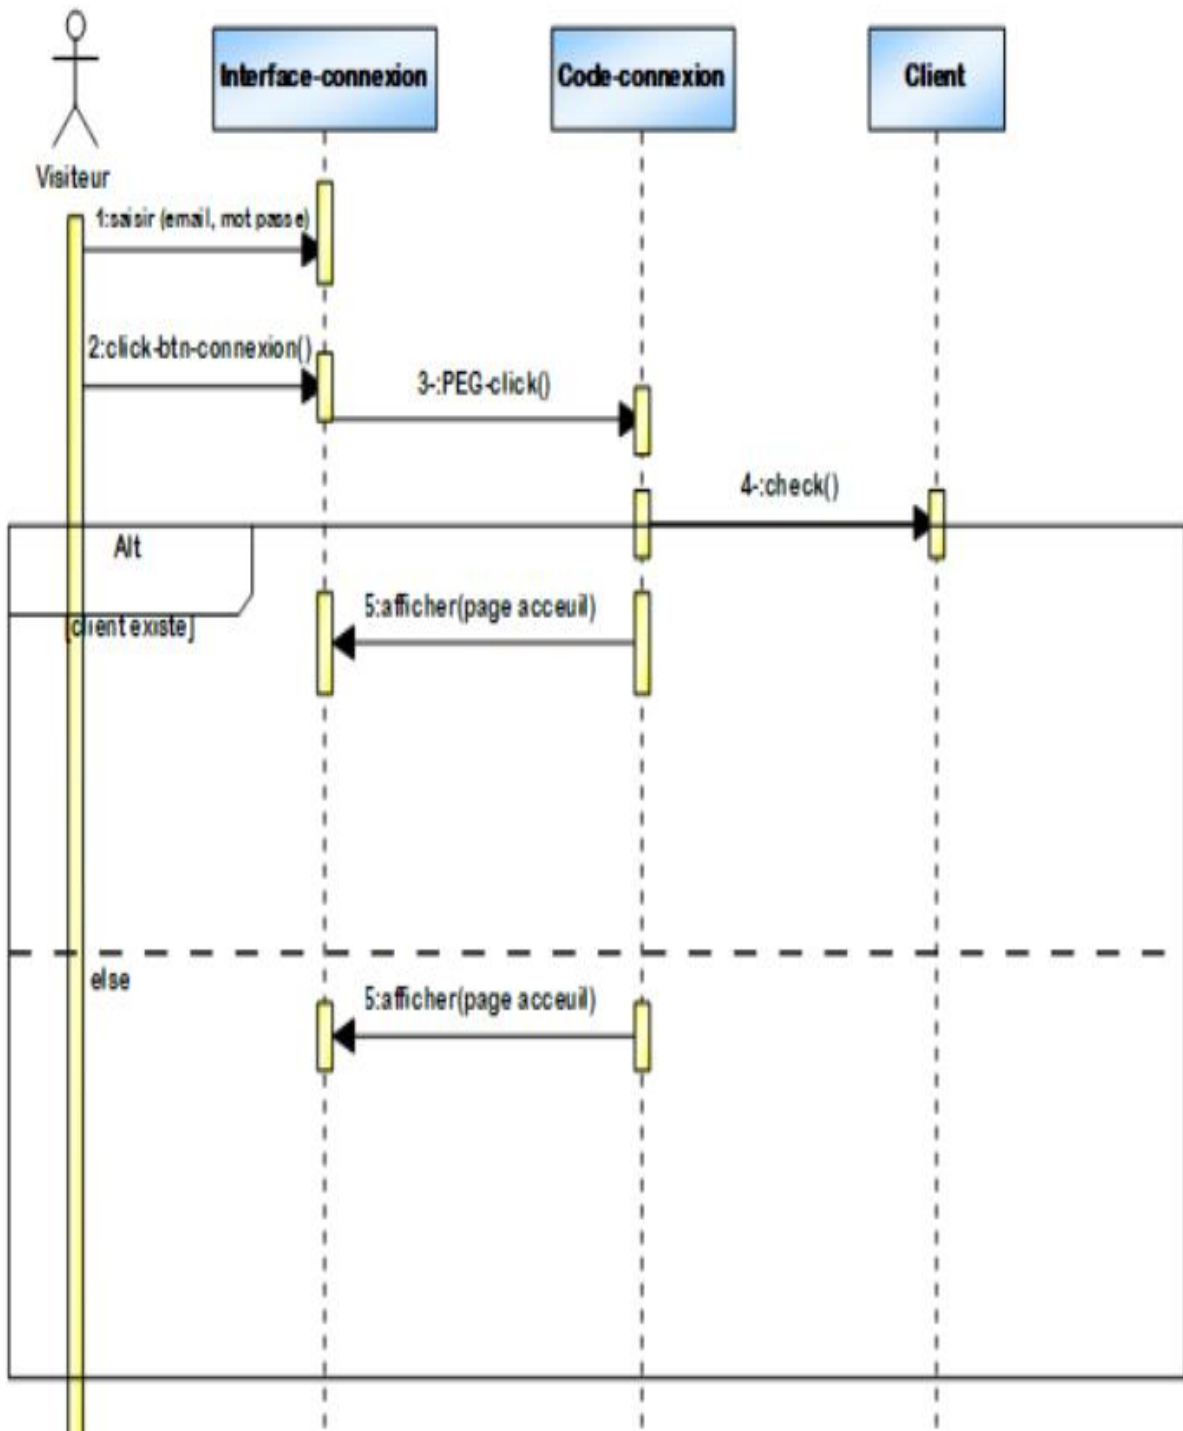 Interface-connexion
Code-connexion
Client
Visiteur
1:saisir (email, mot passe)
2:click-btn-connexion()
3-:PEG-click()
4-:check()
Alt
[client existe]
5:afficher(page acceuil)
else
5:afficher(page acceuil)